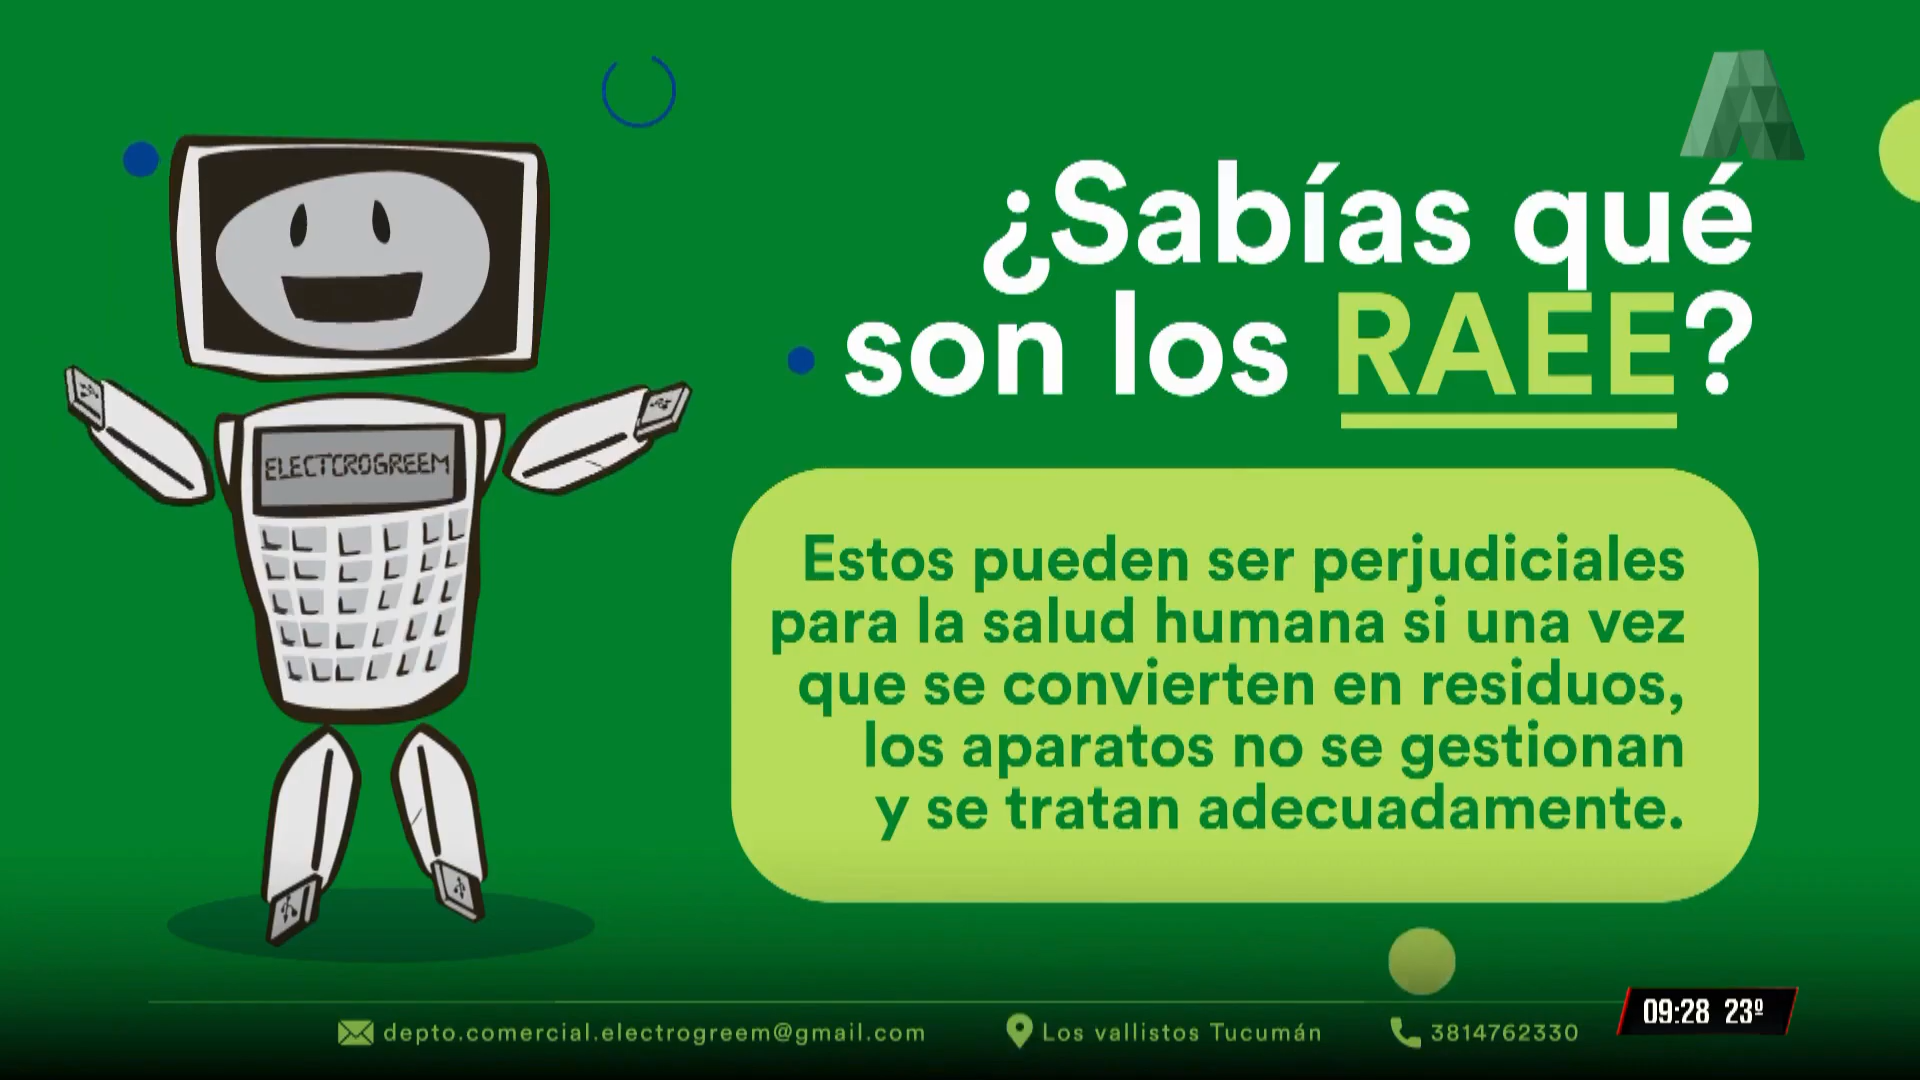 ¿Sabías qué
son los RAEE?
ELECTCROGREEM
Estos pueden ser perjudiciales
para la salud humana si una vez
que se convierten en residuos,
los aparatos no se gestionan
y se tratan adecuadamente.
depto.comercial.electrogreem@gmail.com
Los vallistos Tucumán
3814762330
09:28 23º